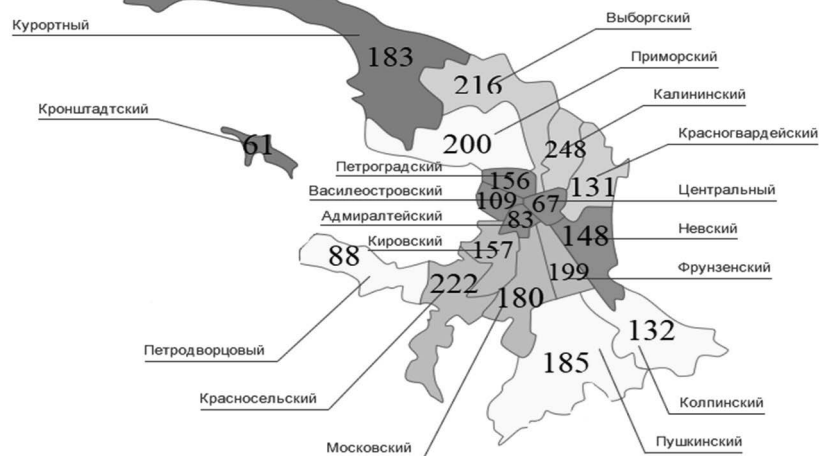 Курортный
Выборгский
183
Приморский
216
Калининский
Кронштадтский
Красногвардейский
61
200
248
Петроградский
156
131
Василеостровский
109
67
Центральный
Адмиралтейский
83
Невский
Кировский
157
148
88
Фрунзенский
222
199
180
132
Петродворцовый
185
Красносельский
Колпинский
Московский
Пушкинский